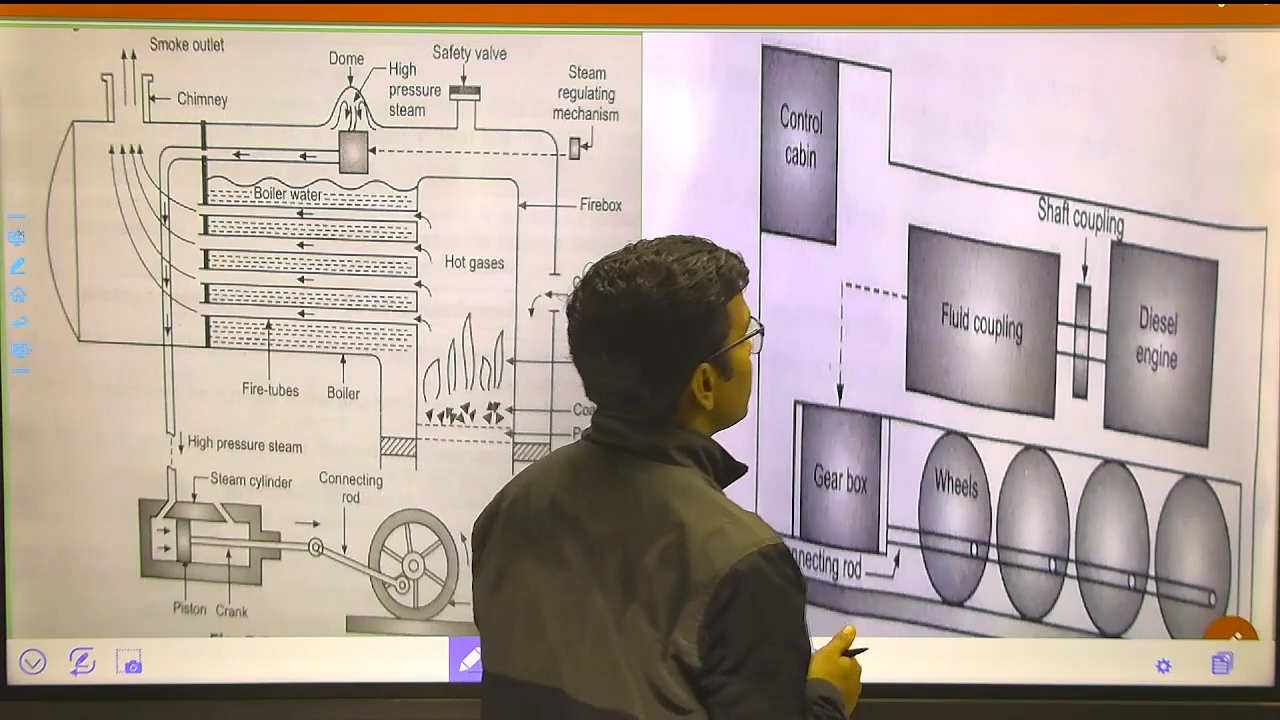 Smoke outlet
Chimney
Dome
High
pressure
steam
Safety valve
Steam
regulating
mechanism
Boiler water
Firebox
Hot gases
Fire-tubes
Boiler
High pressure steam
Steam cylinder
Connecting
rod
Piston
Crank
Control
cabin
Shaft coupling
Fluid coupling
Diesel
engine
Gear box
Wheels
rod